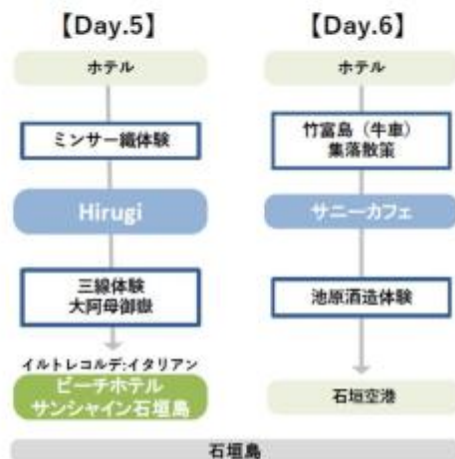 【Day.5】
ホテル
ミンサー織体験
Hirugi
三線体験
大阿母御嶽
イルトレコルデ:イタリアン
ビーチホテル
サンシャイン石垣島
【Day.6】
ホテル
竹富島（牛車）
集落散策
サニーカフェ
池原酒造体験
石垣空港
石垣島